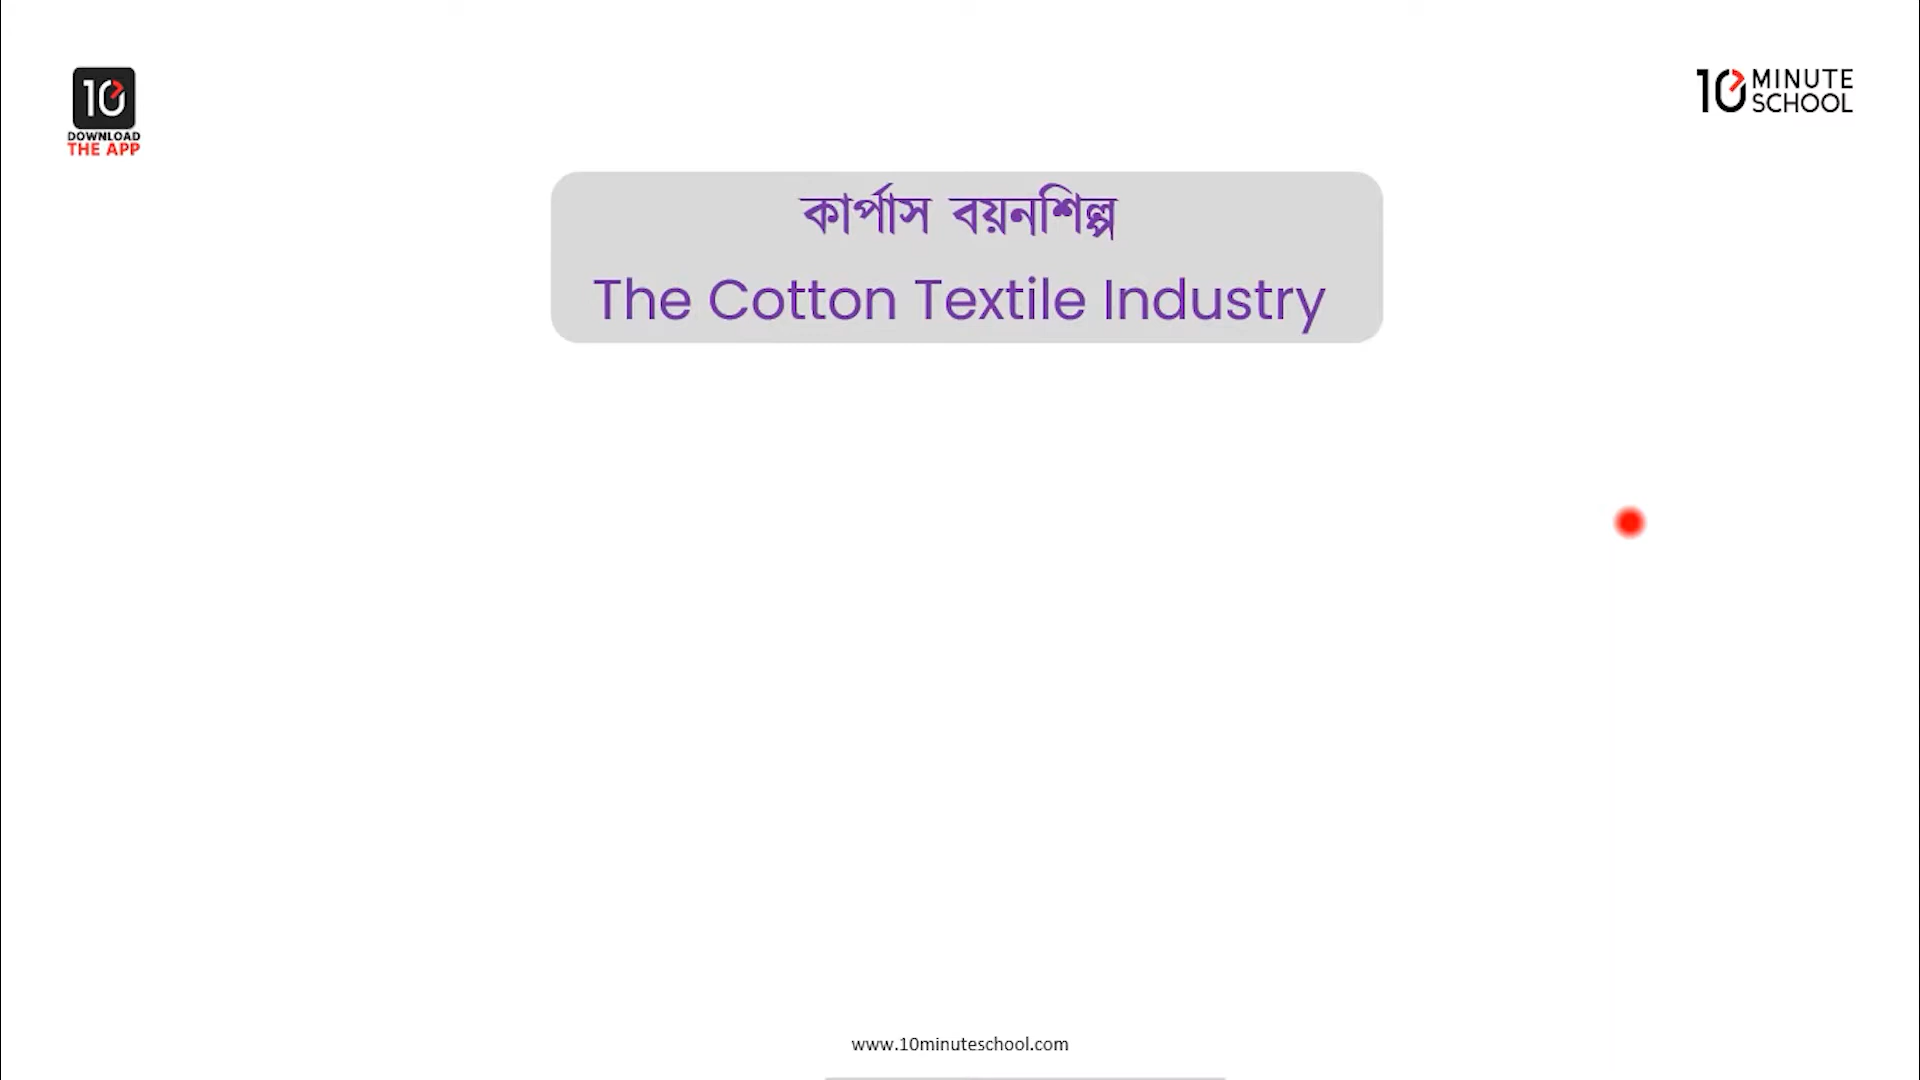 10
DOWNLOAD
THE APP
10 MINUTE
SCHOOL
কার্পাস বয়নশিল্প
The Cotton Textile Industry
www.10minuteschool.com